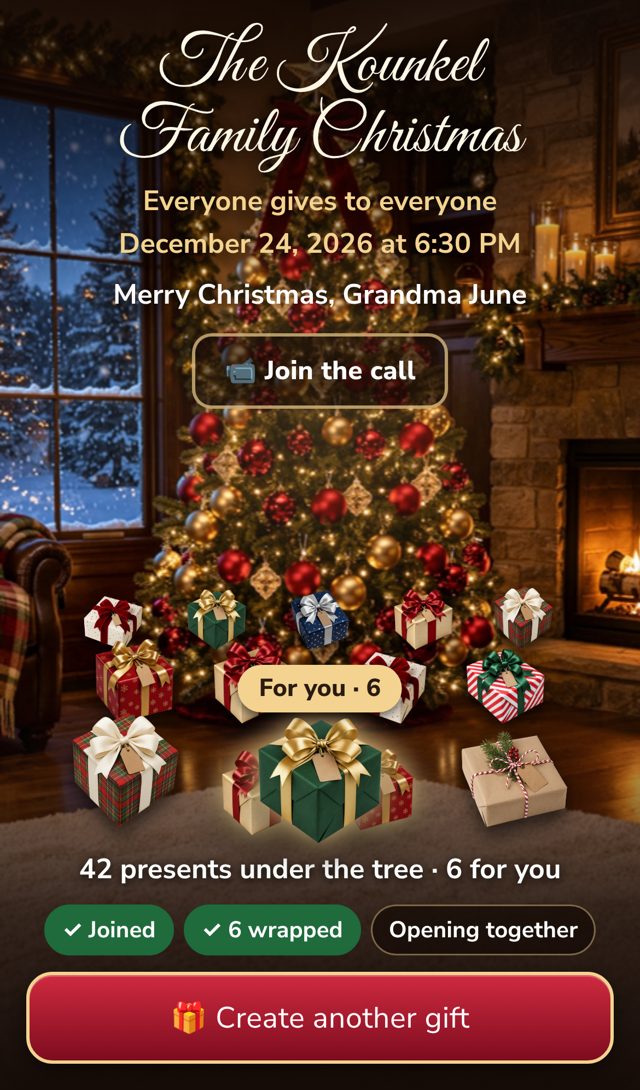 The Kounkel
Family Christmas
Everyone gives to everyone
December 24, 2026 at 6:30 PM
Merry Christmas, Grandma June
📹 Join the call
For you · 6
42 presents under the tree · 6 for you
✓ Joined
✓ 6 wrapped
Opening together
🎁 Create another gift